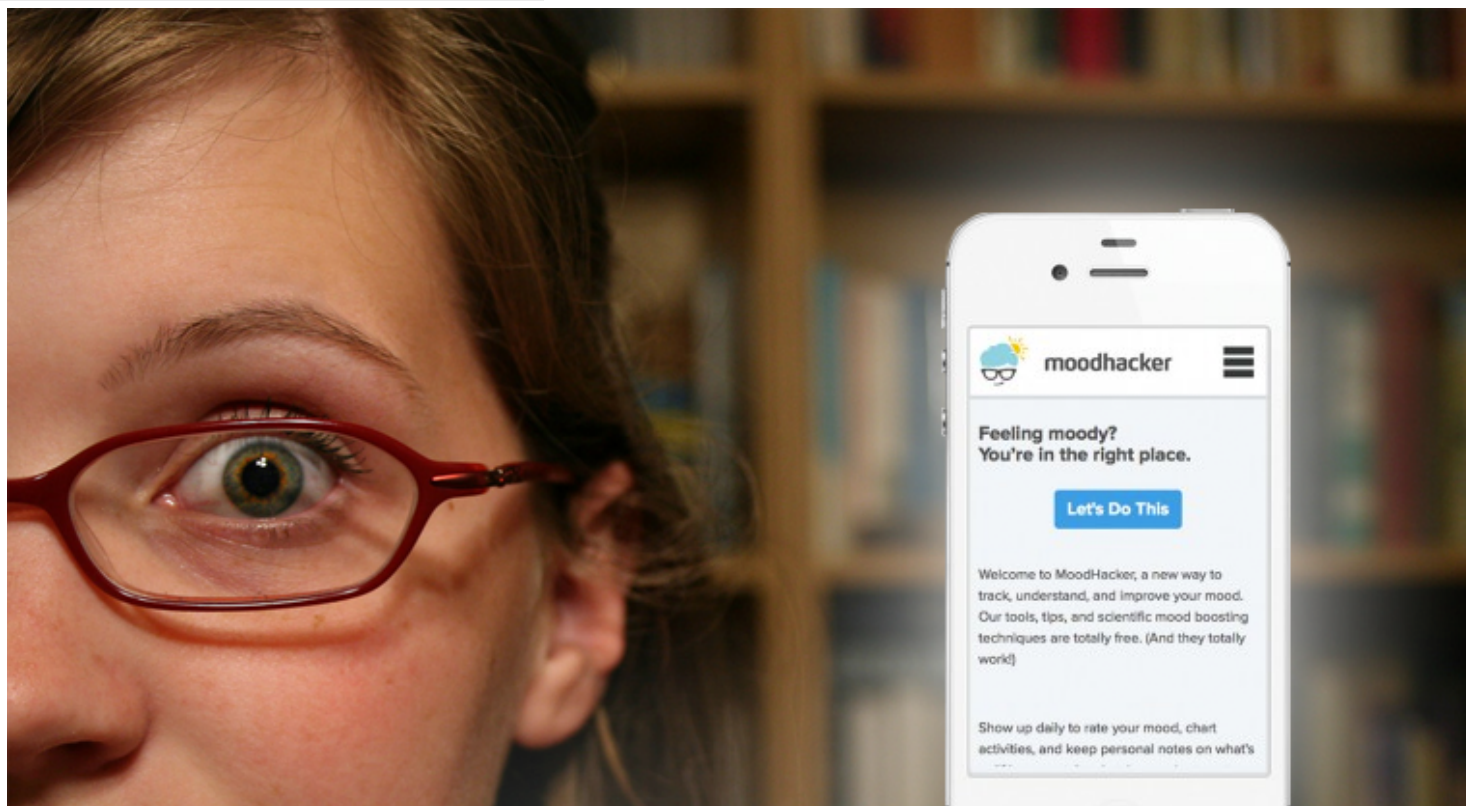 moodhacker
Feeling moody?
You're in the right place.
Let's Do This
Welcome to MoodHacker, a new way to
track, understand, and improve your mood.
Our tools, tips, and scientific mood boosting
techniques are totally free. (And they totally
work!)
Show up daily to rate your mood, chart
activities, and keep personal notes on what's